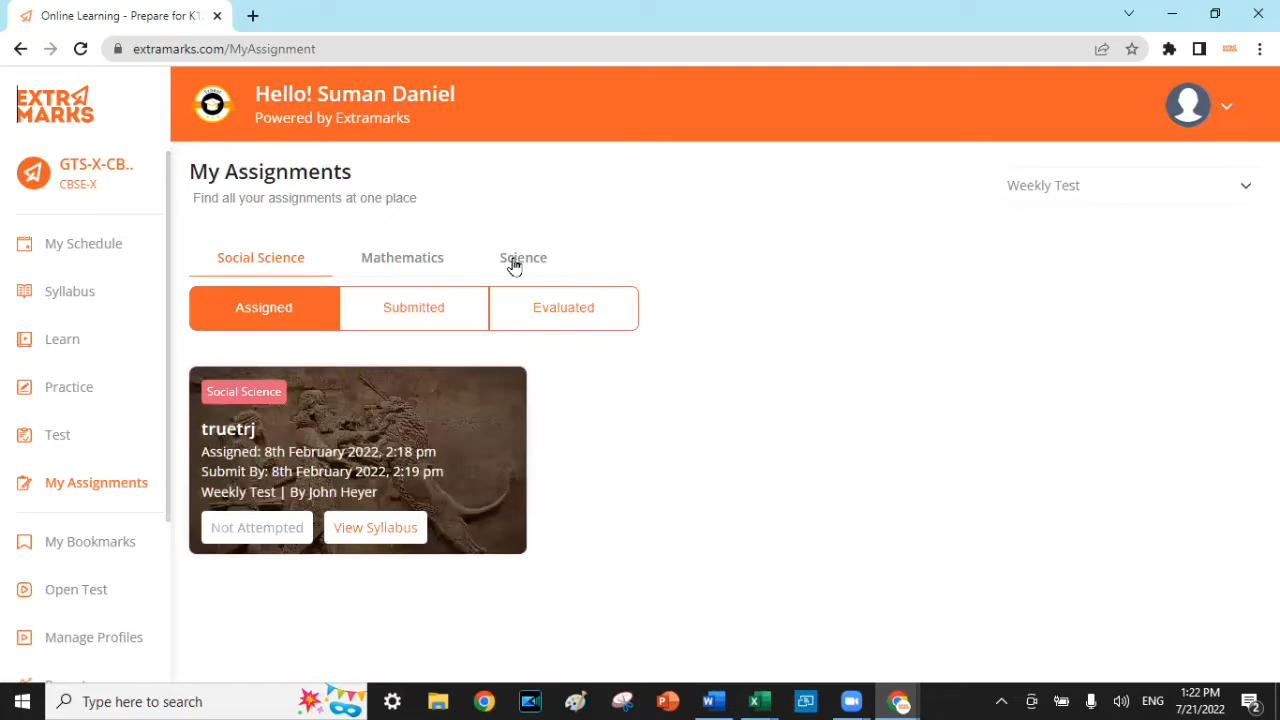 Online Learning - Prepare for K1
extramarks.com/MyAssignment
EXTRA
MARKS
Hello! Suman Daniel
Powered by Extramarks
GTS-X-CB..
CBSE-X
My Assignments
Find all your assignments at one place
Weekly Test
My Schedule
Syllabus
Learn
Practice
Test
My Assignments
My Bookmarks
Open Test
Manage Profiles
Social Science Mathematics Science
Assigned Submitted Evaluated
Social Science
truetrj
Assigned: 8th February 2022, 2:18 pm
Submit By: 8th February 2022, 2:19 pm
Weekly Test | By John Heyer
Not Attempted View Syllabus
Type here to search
ENG
1:22 PM
7/21/2022
2